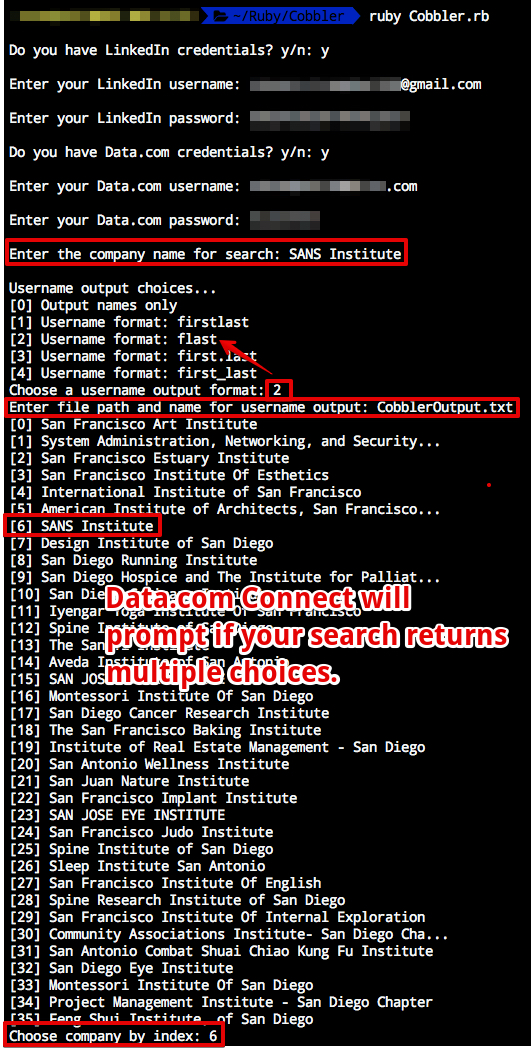 ~/Ruby/Cobbler ruby Cobbler.rb
Do you have LinkedIn credentials? y/n: y
Enter your LinkedIn username: @gmail.com
Enter your LinkedIn password:
Do you have Data.com credentials? y/n: y
Enter your Data.com username: .com
Enter your Data.com password:
Enter the company name for search: SANS Institute
Username output choices...
[0] Output names only
[1] Username format: firstlast
[2] Username format: flast
[3] Username format: first.last
[4] Username format: first_last
Choose a username output format: 2
Enter file path and name for username output: CobblerOutput.txt
[0] San Francisco Art Institute
[1] System Administration, Networking, and Security...
[2] San Francisco Estuary Institute
[3] San Francisco Institute Of Esthetics
[4] International Institute of San Francisco
[5] American Institute of Architects, San Francisco...
[6] SANS Institute
[7] Design Institute of San Diego
[8] San Diego Running Institute
[9] San Diego Hospice and The Institute for Palliat...
[10] San Die
[11] Iyengar Yoga Institute Of San Francisco
[12] Spine Institute
[13] The San
[14] Aveda Institute of San Antonio
[15] SAN JOS
Data.com Connect will
prompt if your search returns
multiple choices.
[16] Montessori Institute Of San Diego
[17] San Diego Cancer Research Institute
[18] The San Francisco Baking Institute
[19] Institute of Real Estate Management - San Diego
[20] San Antonio Wellness Institute
[21] San Juan Nature Institute
[22] San Francisco Implant Institute
[23] SAN JOSE EYE INSTITUTE
[24] San Francisco Judo Institute
[25] Spine Institute of San Diego
[26] Sleep Institute San Antonio
[27] San Francisco Institute Of English
[28] Spine Research Institute of San Diego
[29] San Francisco Institute Of Internal Exploration
[30] Community Associations Institute- San Diego Cha...
[31] San Antonio Combat Shuai Chiao Kung Fu Institute
[32] San Diego Eye Institute
[33] Montessori Institute Of San Diego
[34] Project Management Institute - San Diego Chapter
[35] Feng Shui Institute, of San Diego
Choose company by index: 6